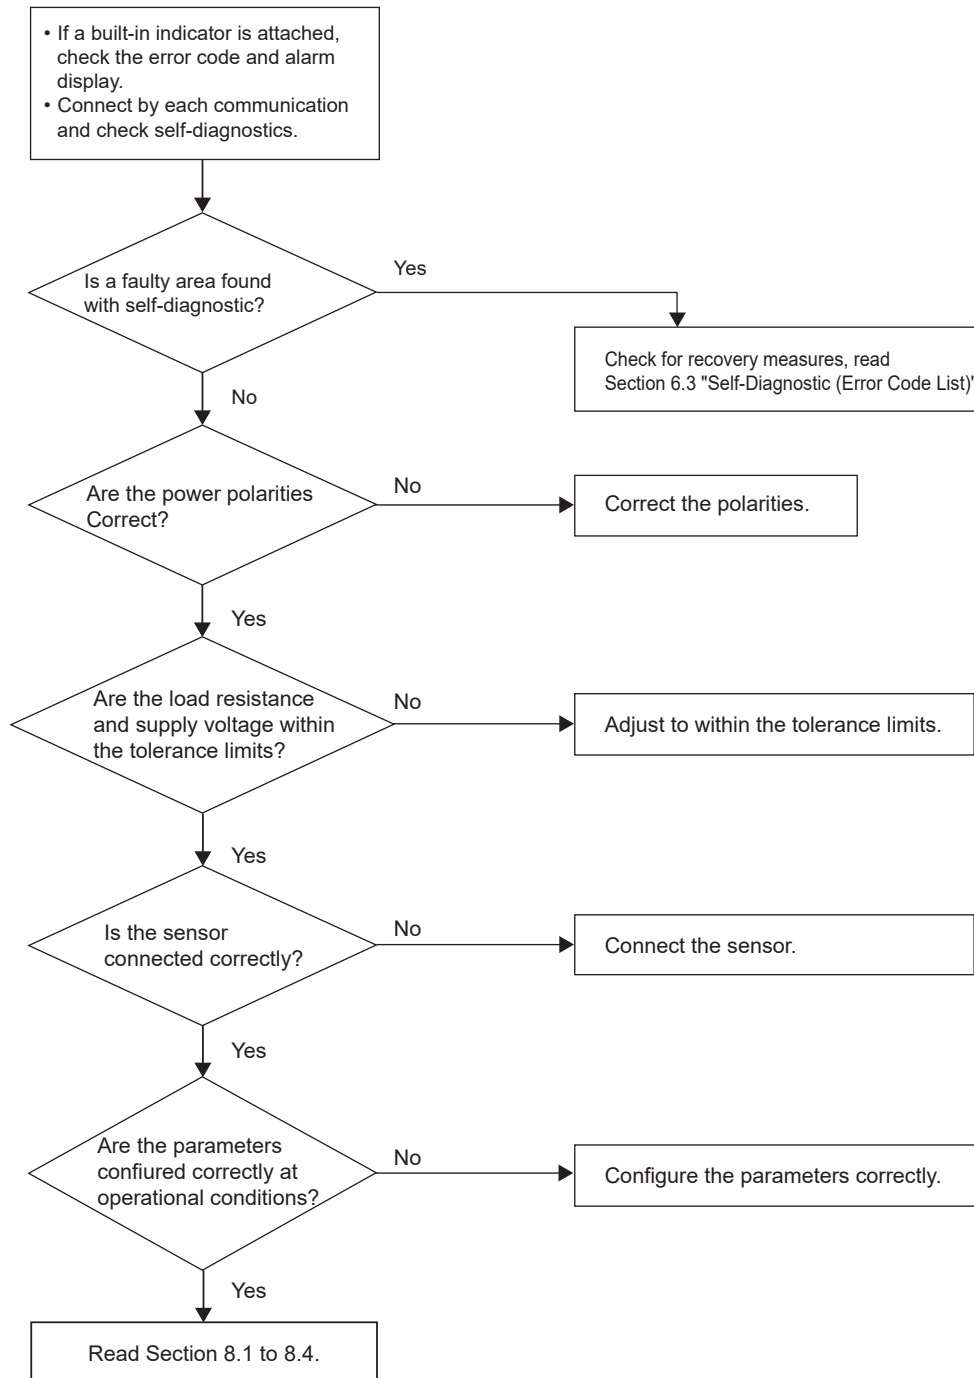 • If a built-in indicator is attached,
check the error code and alarm
display.
• Connect by each communication
and check self-diagnostics.
Is a faulty area found
with self-diagnostic?
Yes
Check for recovery measures, read
Section 6.3 "Self-Diagnostic (Error Code List)"
No
Are the power polarities
Correct?
No
Correct the polarities.
Yes
Are the load resistance
and supply voltage within
the tolerance limits?
No
Adjust to within the tolerance limits.
Yes
Is the sensor
connected correctly?
No
Connect the sensor.
Yes
Are the parameters
confiured correctly at
operational conditions?
No
Configure the parameters correctly.
Yes
Read Section 8.1 to 8.4.